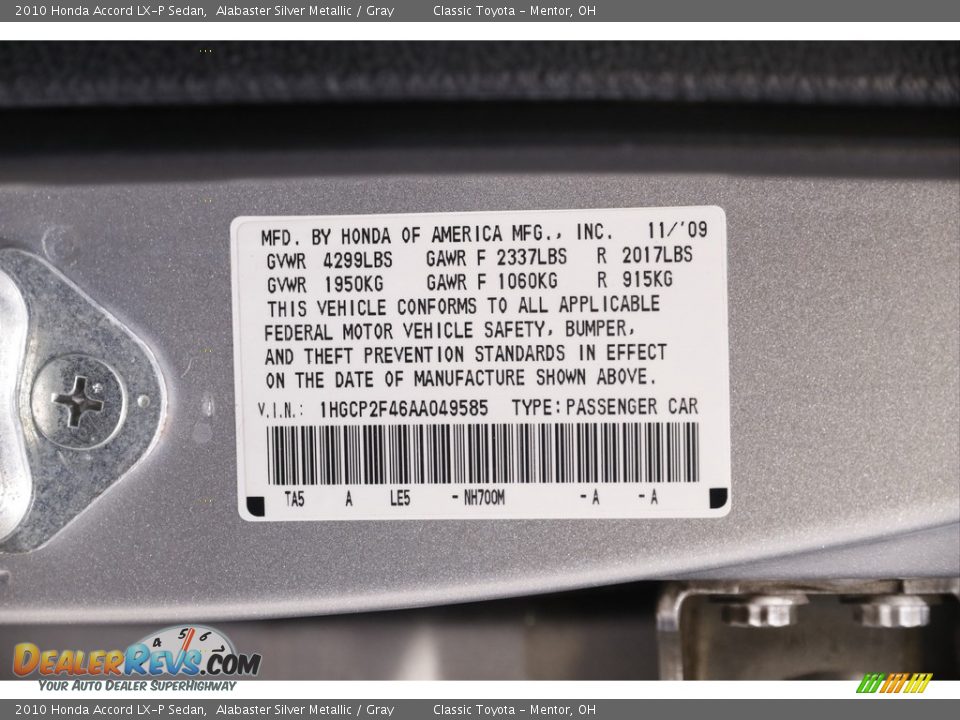 2010 Honda Accord LX-P Sedan, Alabaster Silver Metallic / Gray Classic Toyota - Mentor, OH
MFD. BY HONDA OF AMERICA MFG., INC. 11/'09
GVWR 4299LBS GAWR F 2337LBS R 2017LBS
GVWR 1950KG GAWR F 1060KG R 915KG
THIS VEHICLE CONFORMS TO ALL APPLICABLE
FEDERAL MOTOR VEHICLE SAFETY, BUMPER,
AND THEFT PREVENTION STANDARDS IN EFFECT
ON THE DATE OF MANUFACTURE SHOWN ABOVE.
V.I.N.: 1HGCP2F46AA049585 TYPE:PASSENGER CAR
TA5 A LE5 -NH700M -A -A
4 5 6
DealerRevs.com
Your Auto Dealer SuperHighway
2010 Honda Accord LX-P Sedan, Alabaster Silver Metallic / Gray Classic Toyota - Mentor, OH